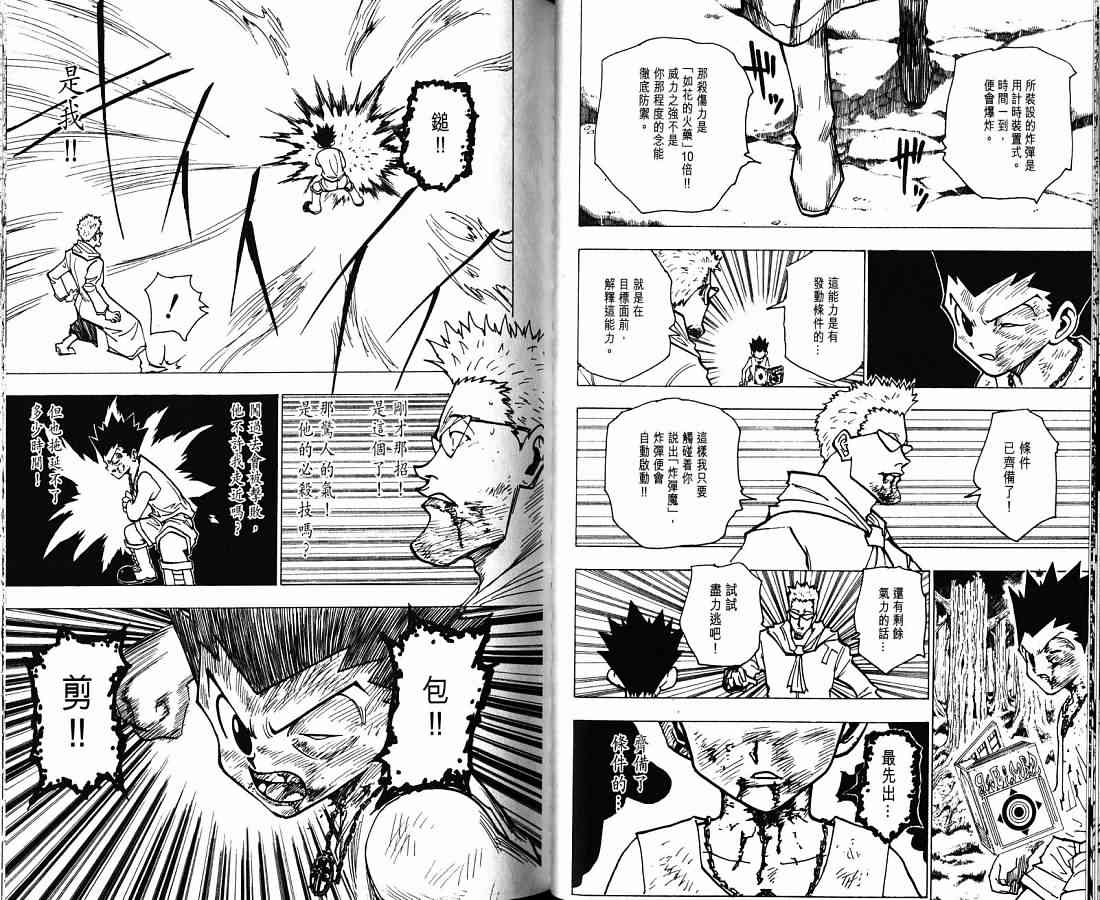 所裝設的炸彈是
用計時裝置式。
時間一到，
便會爆炸。
那殺傷力是
「如花的火藥」10倍!!
威力之強不是
你那程度的念能
徹底防禦。
這能力是有
發動條件的…
就是在
目標面前，
解釋這能力。
條件
已齊備了！
這樣我只要
觸碰着你
說出「炸彈魔」，
炸彈便會
自動啟動!!
還有剩餘
氣力的話…
試試
盡力逃吧！
最先出…
齊備了
條件的…
鎚!!
是我!!
！
剛才那招！
是這個了！
那驚人的氣！
是他的必殺技嗎？
闖過去會被擊敗，
他不許我走近嗎？
但也拖延不了
多少時間！
包!!
剪!!